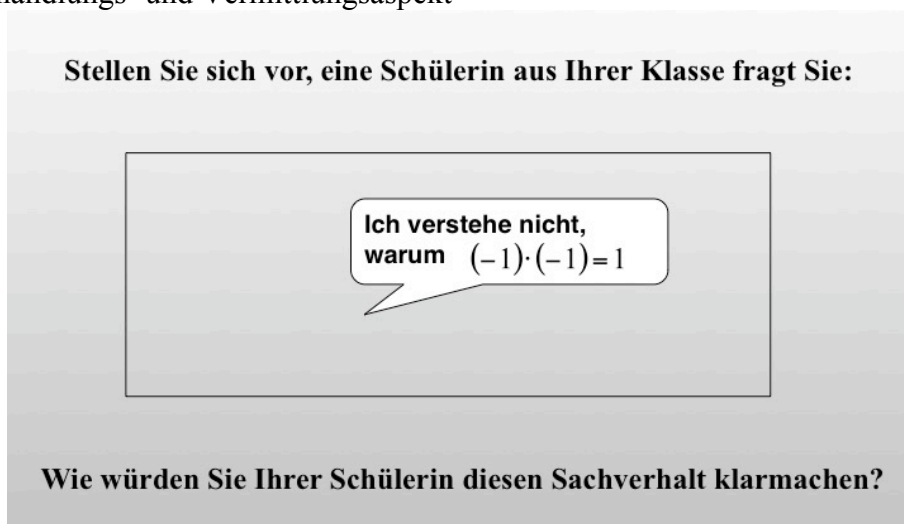 Stellen Sie sich vor, eine Schülerin aus Ihrer Klasse fragt Sie:
Ich verstehe nicht,
warum (−1)·(−1)=1
Wie würden Sie Ihrer Schülerin diesen Sachverhalt klarmachen?